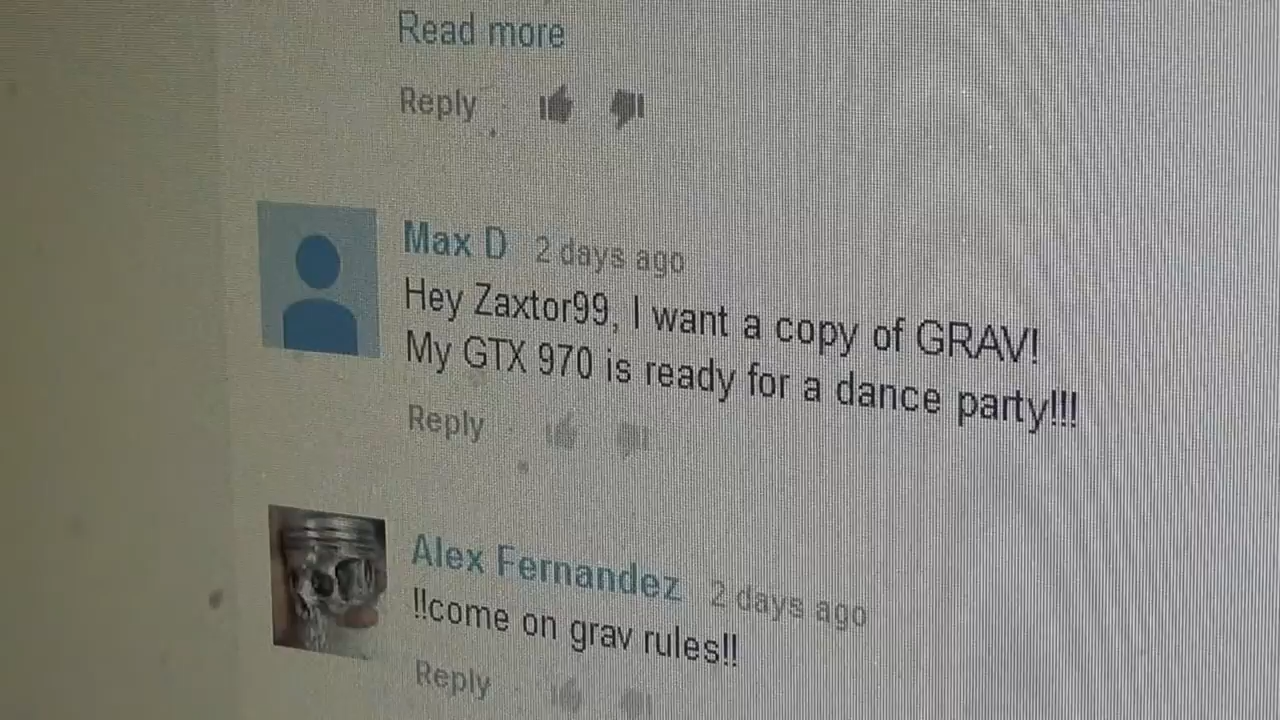 Read more
Reply
Max D 2 days ago
Hey Zaxtor99, I want a copy of GRAV!
My GTX 970 is ready for a dance party!!!
Reply
Alex Fernandez 2 days ago
!!come on grav rules!!
Reply